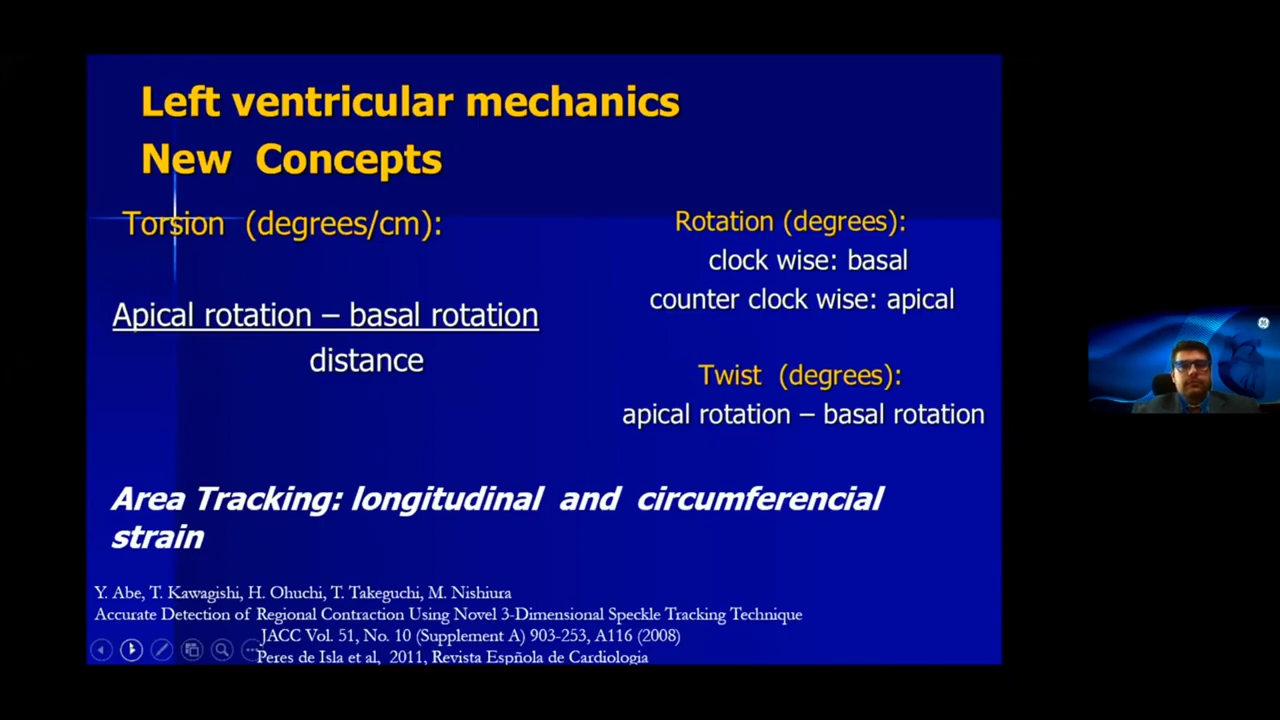 Left ventricular mechanics
New Concepts
Torsion (degrees/cm):
Apical rotation – basal rotation
distance
Rotation (degrees):
clock wise: basal
counter clock wise: apical
Twist (degrees):
apical rotation – basal rotation
Area Tracking: longitudinal and circumferencial
strain
Y. Abe, T. Kawagishi, H. Ohuchi, T. Takeguchi, M. Nishiura
Accurate Detection of Regional Contraction Using Novel 3-Dimensional Speckle Tracking Technique
JACC Vol. 51, No. 10 (Supplement A) 903-253, A116 (2008)
Peres de Isla et al, 2011, Revista Espñola de Cardiologia